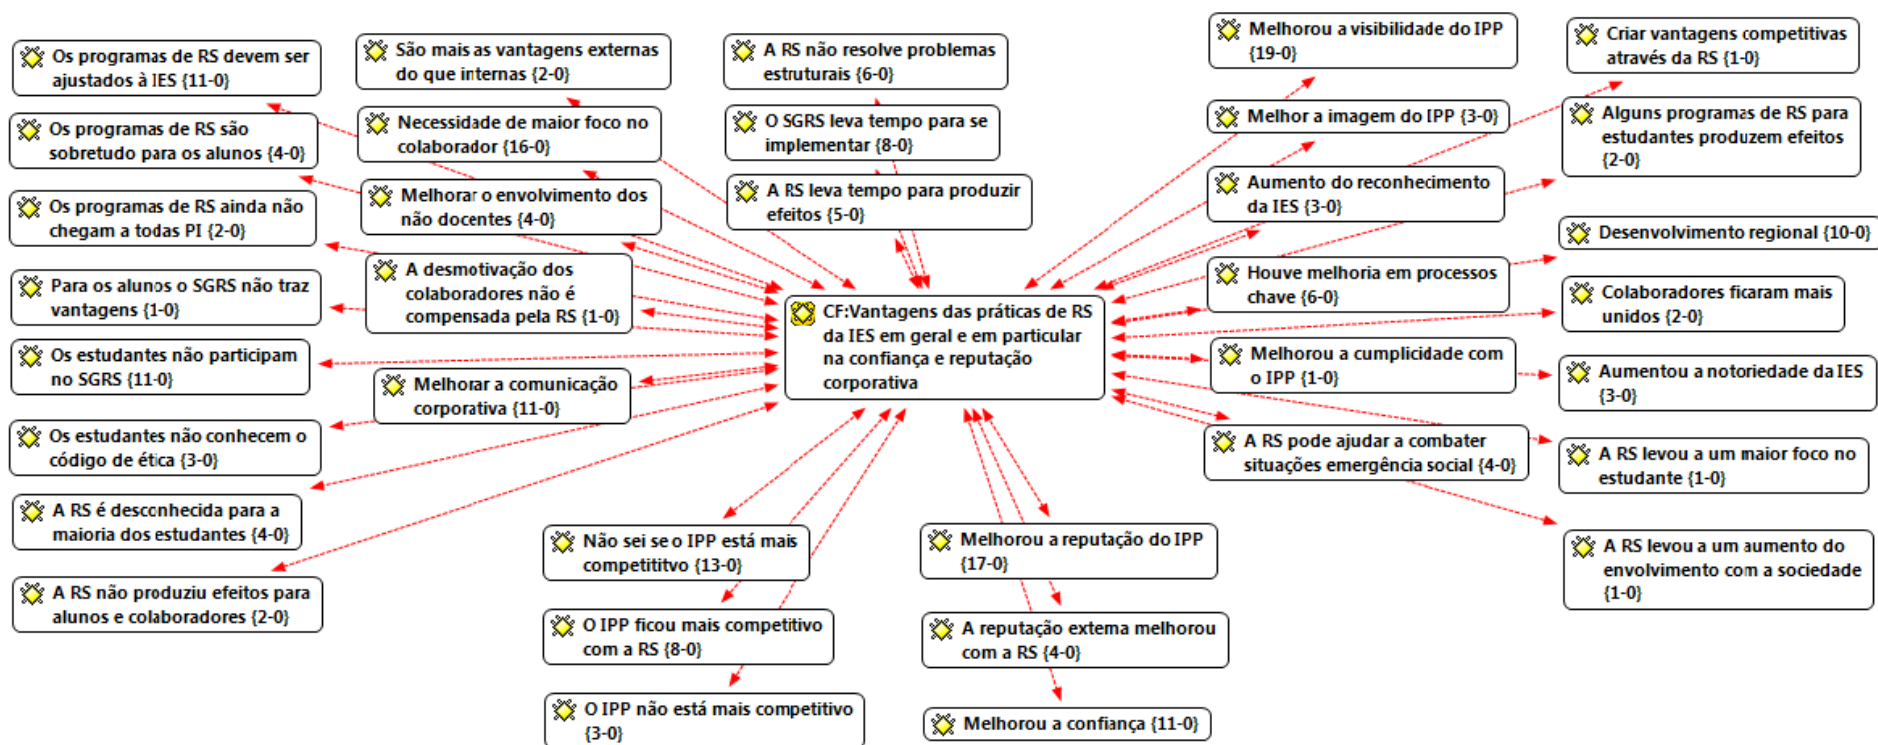 Os programas de RS devem ser
ajustados à IES {11-0}
Os programas de RS são
sobretudo para os alunos {4-0}
Os programas de RS ainda não
chegam a todas PI {2-0}
Para os alunos o SGRS não traz
vantagens {1-0}
Os estudantes não participam
no SGRS {11-0}
Os estudantes não conhecem o
código de ética {3-0}
A RS é desconhecida para a
maioria dos estudantes {4-0}
A RS não produziu efeitos para
alunos e colaboradores {2-0}
São mais as vantagens externas
do que internas {2-0}
Necessidade de maior foco no
colaborador {16-0}
Melhorar o envolvimento dos
não docentes {4-0}
A desmotivação dos
colaboradores não é
compensada pela RS {1-0}
Melhorar a comunicação
corporativa {11-0}
A RS não resolve problemas
estruturais {6-0}
O SGRS leva tempo para se
implementar {8-0}
A RS leva tempo para produzir
efeitos {5-0}
CF:Vantagens das práticas de RS
da IES em geral e em particular
na confiança e reputação
corporativa
Não sei se o IPP está mais
competititvo {13-0}
O IPP ficou mais competitivo
com a RS {8-0}
O IPP não está mais competitivo
{3-0}
Melhorou a reputação do IPP
{17-0}
A reputação externa melhorou
com a RS {4-0}
Melhorou a confiança {11-0}
Melhorou a visibilidade do IPP
{19-0}
Melhor a imagem do IPP {3-0}
Aumento do reconhecimento
da IES {3-0}
Houve melhoria em processos
chave {6-0}
Melhorou a cumplicidade com
o IPP {1-0}
A RS pode ajudar a combater
situações emergência social {4-0}
Criar vantagens competitivas
através da RS {1-0}
Alguns programas de RS para
estudantes produzem efeitos
{2-0}
Desenvolvimento regional {10-0}
Colaboradores ficaram mais
unidos {2-0}
Aumentou a notoriedade da IES
{3-0}
A RS levou a um maior foco no
estudante {1-0}
A RS levou a um aumento do
envolvimento com a sociedade
{1-0}